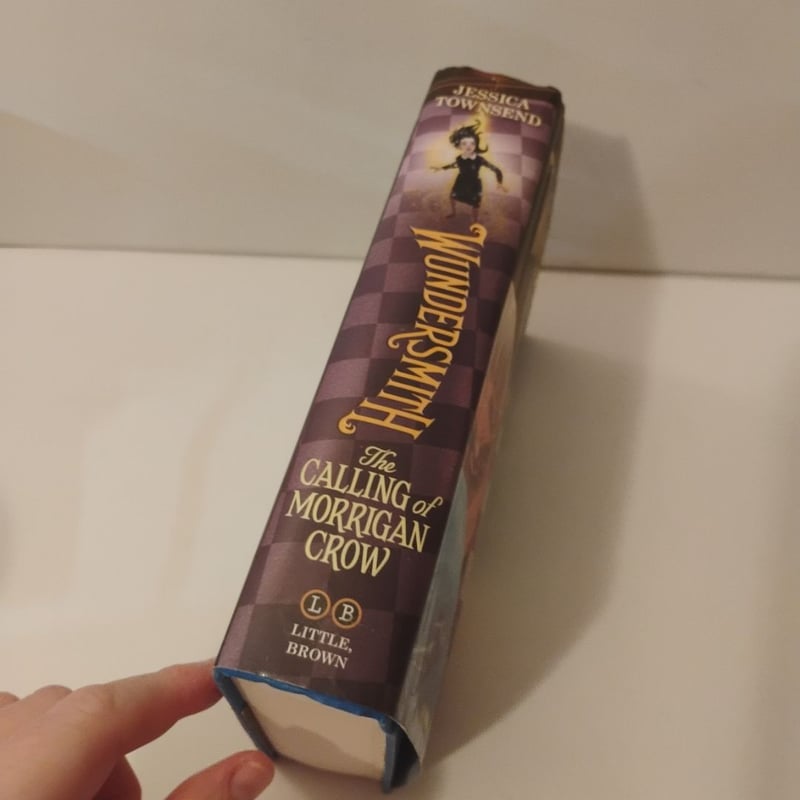 JESSICA
TOWNSEND
WUNDERSMITH
The
CALLING of
MORRIGAN
CROW
L B
LITTLE,
BROWN